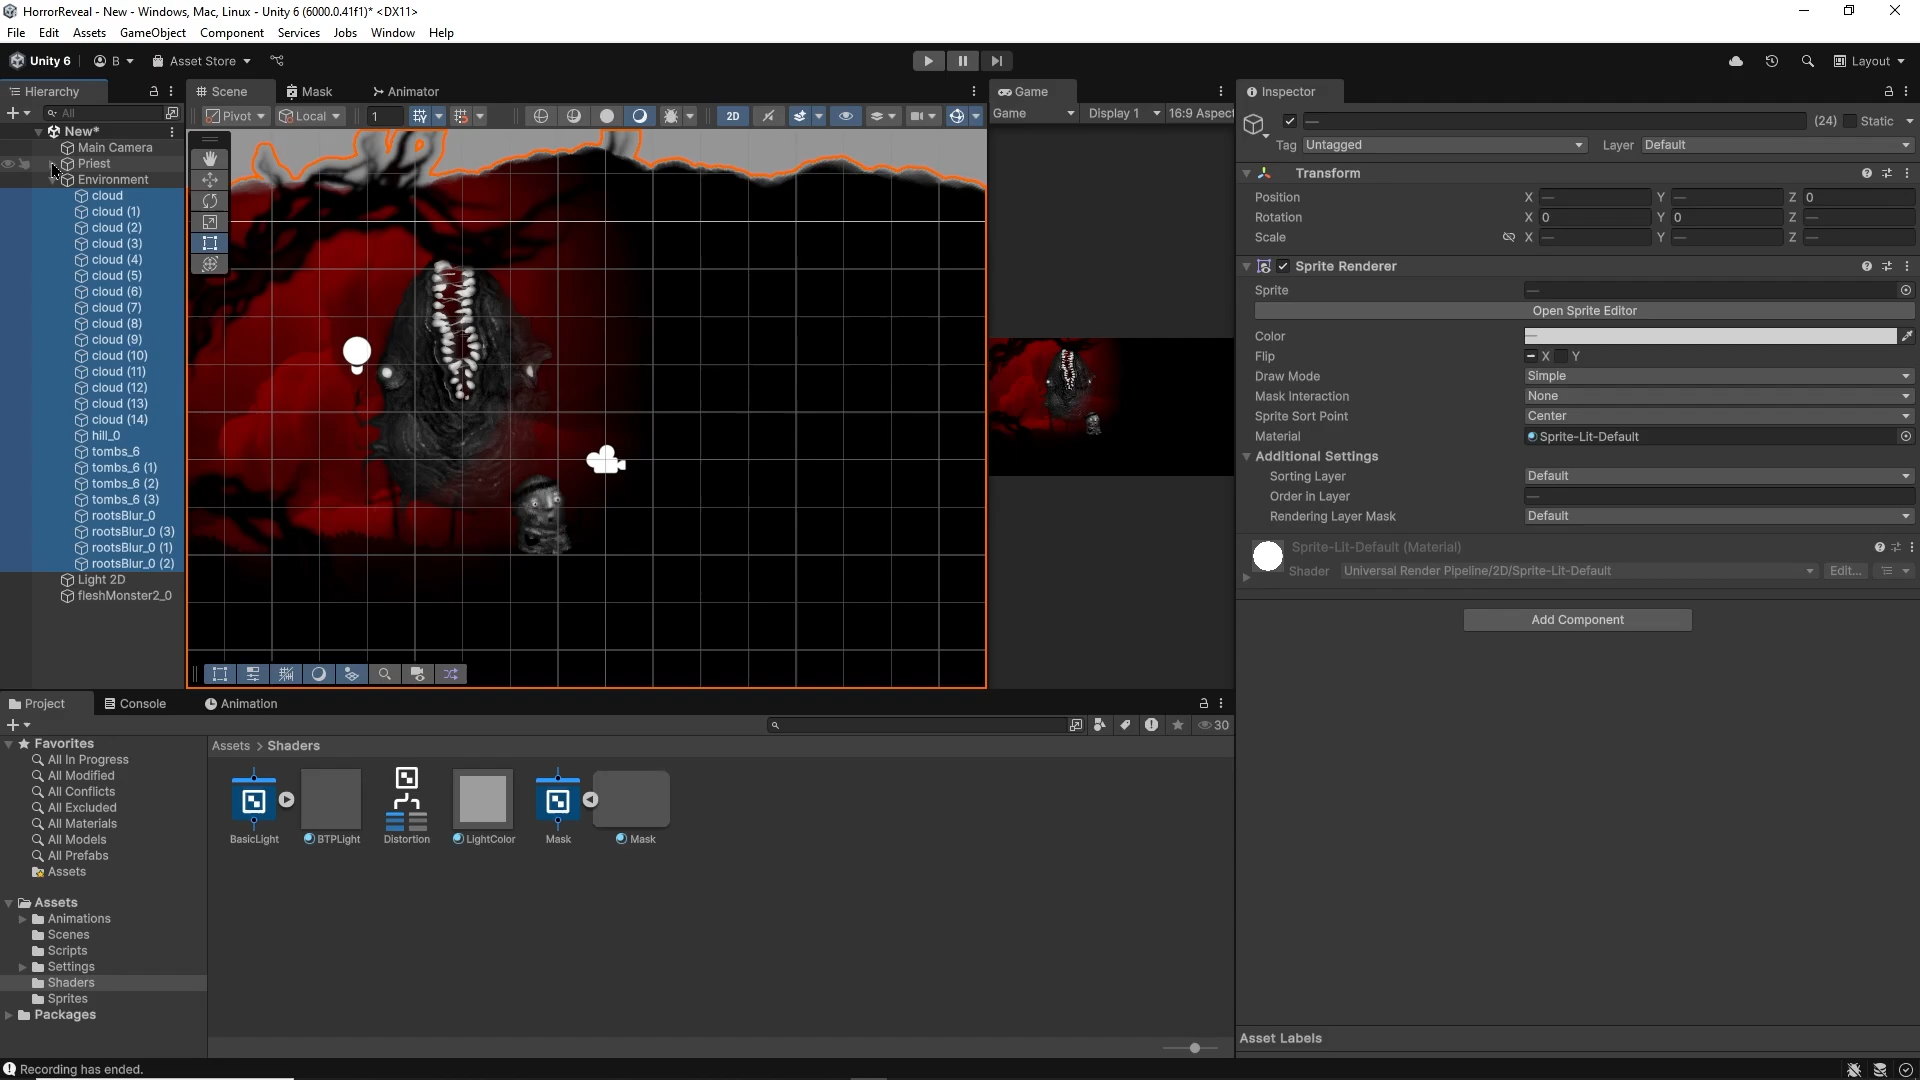 HorrorReveal - New - Windows, Mac, Linux - Unity 6 (6000.0.41f1)* <DX11>
File Edit Assets GameObject Component Services Jobs Window Help
Unity 6 B Asset Store Layout
Hierarchy Scene Mask Animator Game Inspector
All Pivot Local 1 2D Game Display 1 16:9 Aspect (24) Static
Tag Untagged Layer Default
New*
Main Camera
Priest
Environment
cloud
cloud (1)
cloud (2)
cloud (3)
cloud (4)
cloud (5)
cloud (6)
cloud (7)
cloud (8)
cloud (9)
cloud (10)
cloud (11)
cloud (12)
cloud (13)
cloud (14)
hill_0
tombs_6
tombs_6 (1)
tombs_6 (2)
tombs_6 (3)
rootsBlur_0
rootsBlur_0 (3)
rootsBlur_0 (1)
rootsBlur_0 (2)
Light 2D
fleshMonster2_0
Transform
Position X — Y — Z 0
Rotation X 0 Y 0 Z —
Scale X — Y — Z —
Sprite Renderer
Sprite —
Open Sprite Editor
Color —
Flip X Y
Draw Mode Simple
Mask Interaction None
Sprite Sort Point Center
Material Sprite-Lit-Default
Additional Settings
Sorting Layer Default
Order in Layer —
Rendering Layer Mask Default
Sprite-Lit-Default (Material)
Shader Universal Render Pipeline/2D/Sprite-Lit-Default Edit...
Add Component
Asset Labels
Project Console Animation
30
Favorites
All In Progress
All Modified
All Conflicts
All Excluded
All Materials
All Models
All Prefabs
Assets
Assets
Animations
Scenes
Scripts
Settings
Shaders
Sprites
Packages
Assets > Shaders
BasicLight BTPLight Distortion LightColor Mask Mask
Recording has ended.